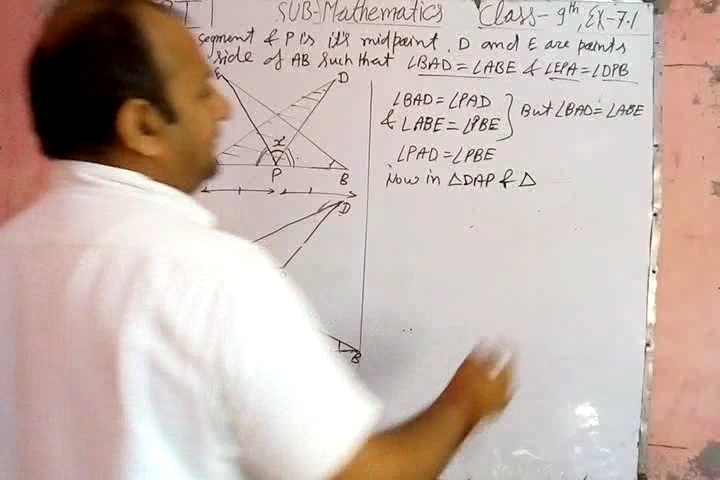 SUB-Mathematics Class-9th, EX-7.1
segment & P is it's midpoint. D and E are points
side of AB such that ∠BAD = ∠ABE & ∠EPA = ∠DPB
E D
x
P B
D
B
∠BAD = ∠PAD
& ∠ABE = ∠PBE } But ∠BAD = ∠ABE
∠PAD = ∠PBE
Now in △DAP & △